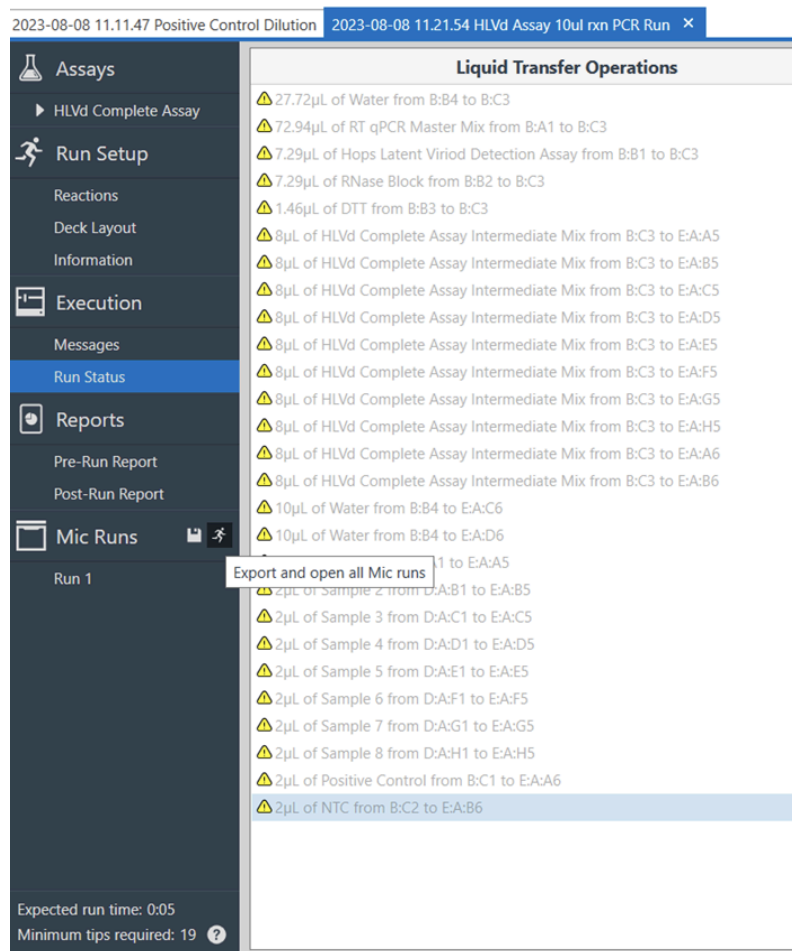 2023-08-08 11.11.47 Positive Control Dilution
2023-08-08 11.21.54 HLVd Assay 10ul rxn PCR Run ×
Assays
HLVd Complete Assay
Run Setup
Reactions
Deck Layout
Information
Execution
Messages
Run Status
Reports
Pre-Run Report
Post-Run Report
Mic Runs
Run 1
Export and open all Mic runs
Expected run time: 0:05
Minimum tips required: 19 ?
Liquid Transfer Operations
27.72µL of Water from B:B4 to B:C3
72.94µL of RT qPCR Master Mix from B:A1 to B:C3
7.29µL of Hops Latent Viriod Detection Assay from B:B1 to B:C3
7.29µL of RNase Block from B:B2 to B:C3
1.46µL of DTT from B:B3 to B:C3
8µL of HLVd Complete Assay Intermediate Mix from B:C3 to E:A:A5
8µL of HLVd Complete Assay Intermediate Mix from B:C3 to E:A:B5
8µL of HLVd Complete Assay Intermediate Mix from B:C3 to E:A:C5
8µL of HLVd Complete Assay Intermediate Mix from B:C3 to E:A:D5
8µL of HLVd Complete Assay Intermediate Mix from B:C3 to E:A:E5
8µL of HLVd Complete Assay Intermediate Mix from B:C3 to E:A:F5
8µL of HLVd Complete Assay Intermediate Mix from B:C3 to E:A:G5
8µL of HLVd Complete Assay Intermediate Mix from B:C3 to E:A:H5
8µL of HLVd Complete Assay Intermediate Mix from B:C3 to E:A:A6
8µL of HLVd Complete Assay Intermediate Mix from B:C3 to E:A:B6
10µL of Water from B:B4 to E:A:C6
10µL of Water from B:B4 to E:A:D6
to E:A:A5
2µL of Sample 2 from D:A:B1 to E:A:B5
2µL of Sample 3 from D:A:C1 to E:A:C5
2µL of Sample 4 from D:A:D1 to E:A:D5
2µL of Sample 5 from D:A:E1 to E:A:E5
2µL of Sample 6 from D:A:F1 to E:A:F5
2µL of Sample 7 from D:A:G1 to E:A:G5
2µL of Sample 8 from D:A:H1 to E:A:H5
2µL of Positive Control from B:C1 to E:A:A6
2µL of NTC from B:C2 to E:A:B6